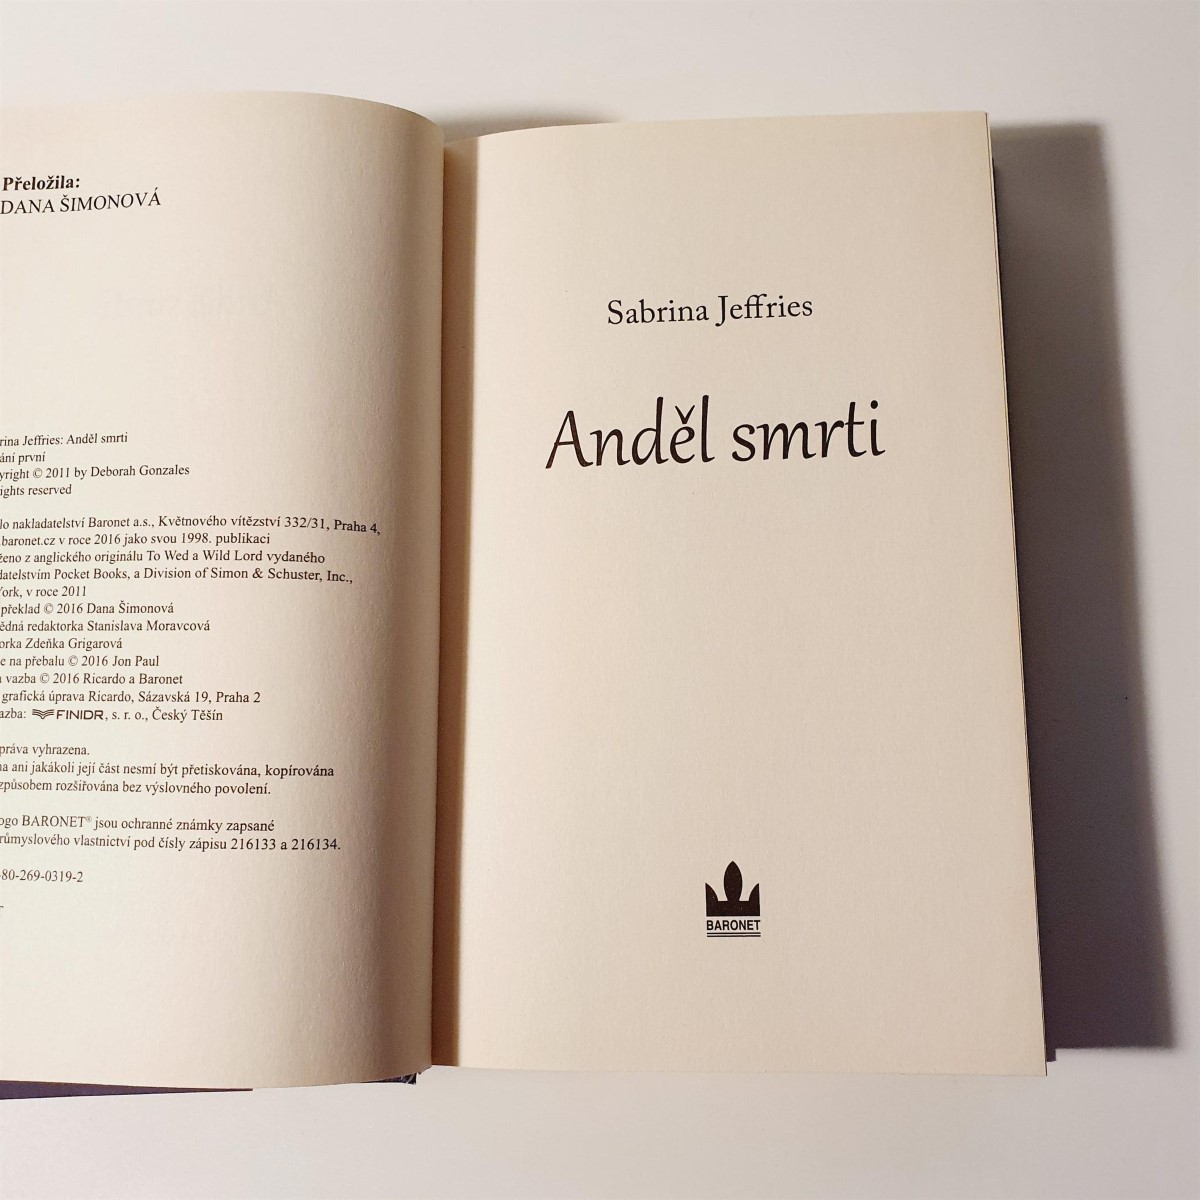 Přeložila:
DANA ŠIMONOVÁ
rina Jeffries: Anděl smrti
ání první
yright © 2011 by Deborah Gonzales
ights reserved
lo nakladatelství Baronet a.s., Květnového vítězství 332/31, Praha 4,
.baronet.cz v roce 2016 jako svou 1998. publikaci
ženo z anglického originálu To Wed a Wild Lord vydaného
datelstvím Pocket Books, a Division of Simon & Schuster, Inc.,
York, v roce 2011
překlad © 2016 Dana Šimonová
ědná redaktorka Stanislava Moravcová
orka Zdeňka Grigarová
e na přebalu © 2016 Jon Paul
a vazba © 2016 Ricardo a Baronet
grafická úprava Ricardo, Sázavská 19, Praha 2
azba: FINIDR, s. r. o., Český Těšín
práva vyhrazena.
na ani jakákoli její část nesmí být přetiskována, kopírována
způsobem rozšiřována bez výslovného povolení.
ogo BARONET® jsou ochranné známky zapsané
růmyslového vlastnictví pod čísly zápisu 216133 a 216134.
-80-269-0319-2
Sabrina Jeffries
Anděl smrti
BARONET